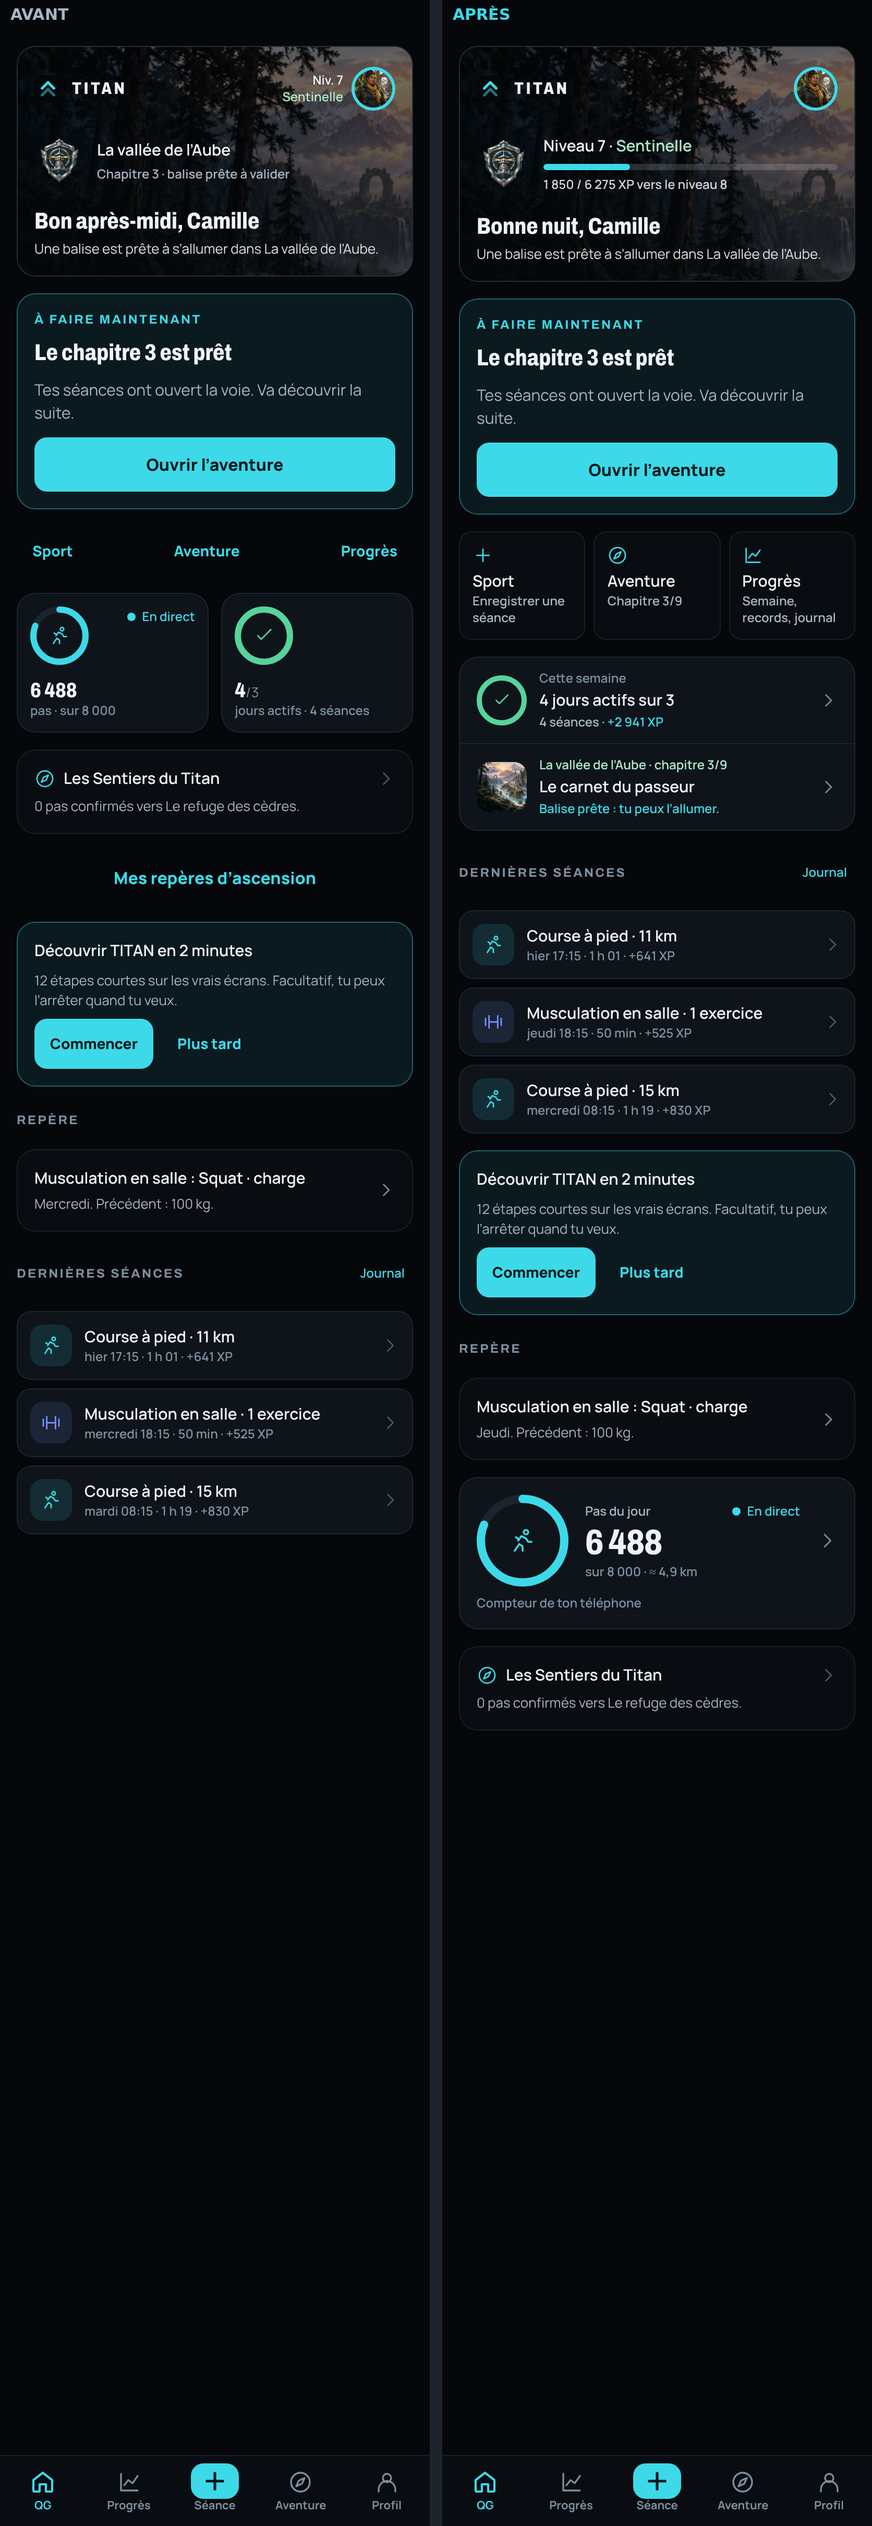 AVANT
TITAN
Niv. 7
Sentinelle
La vallée de l'Aube
Chapitre 3 · balise prête à valider
Bon après-midi, Camille
Une balise est prête à s'allumer dans La vallée de l'Aube.
À FAIRE MAINTENANT
Le chapitre 3 est prêt
Tes séances ont ouvert la voie. Va découvrir la
suite.
Ouvrir l'aventure
Sport
Aventure
Progrès
En direct
6 488
pas · sur 8 000
4/3
jours actifs · 4 séances
Les Sentiers du Titan
0 pas confirmés vers Le refuge des cèdres.
Mes repères d'ascension
Découvrir TITAN en 2 minutes
12 étapes courtes sur les vrais écrans. Facultatif, tu peux
l'arrêter quand tu veux.
Commencer
Plus tard
REPÈRE
Musculation en salle : Squat · charge
Mercredi. Précédent : 100 kg.
DERNIÈRES SÉANCES
Journal
Course à pied · 11 km
hier 17:15 · 1 h 01 · +641 XP
Musculation en salle · 1 exercice
mercredi 18:15 · 50 min · +525 XP
Course à pied · 15 km
mardi 08:15 · 1 h 19 · +830 XP
QG
Progrès
Séance
Aventure
Profil
APRÈS
TITAN
Niveau 7 · Sentinelle
1 850 / 6 275 XP vers le niveau 8
Bonne nuit, Camille
Une balise est prête à s'allumer dans La vallée de l'Aube.
À FAIRE MAINTENANT
Le chapitre 3 est prêt
Tes séances ont ouvert la voie. Va découvrir la
suite.
Ouvrir l'aventure
Sport
Enregistrer une
séance
Aventure
Chapitre 3/9
Progrès
Semaine,
records, journal
Cette semaine
4 jours actifs sur 3
4 séances · +2 941 XP
La vallée de l'Aube · chapitre 3/9
Le carnet du passeur
Balise prête : tu peux l'allumer.
DERNIÈRES SÉANCES
Journal
Course à pied · 11 km
hier 17:15 · 1 h 01 · +641 XP
Musculation en salle · 1 exercice
jeudi 18:15 · 50 min · +525 XP
Course à pied · 15 km
mercredi 08:15 · 1 h 19 · +830 XP
Découvrir TITAN en 2 minutes
12 étapes courtes sur les vrais écrans. Facultatif, tu peux
l'arrêter quand tu veux.
Commencer
Plus tard
REPÈRE
Musculation en salle : Squat · charge
Jeudi. Précédent : 100 kg.
Pas du jour
En direct
6 488
sur 8 000 · ≈ 4,9 km
Compteur de ton téléphone
Les Sentiers du Titan
0 pas confirmés vers Le refuge des cèdres.
QG
Progrès
Séance
Aventure
Profil